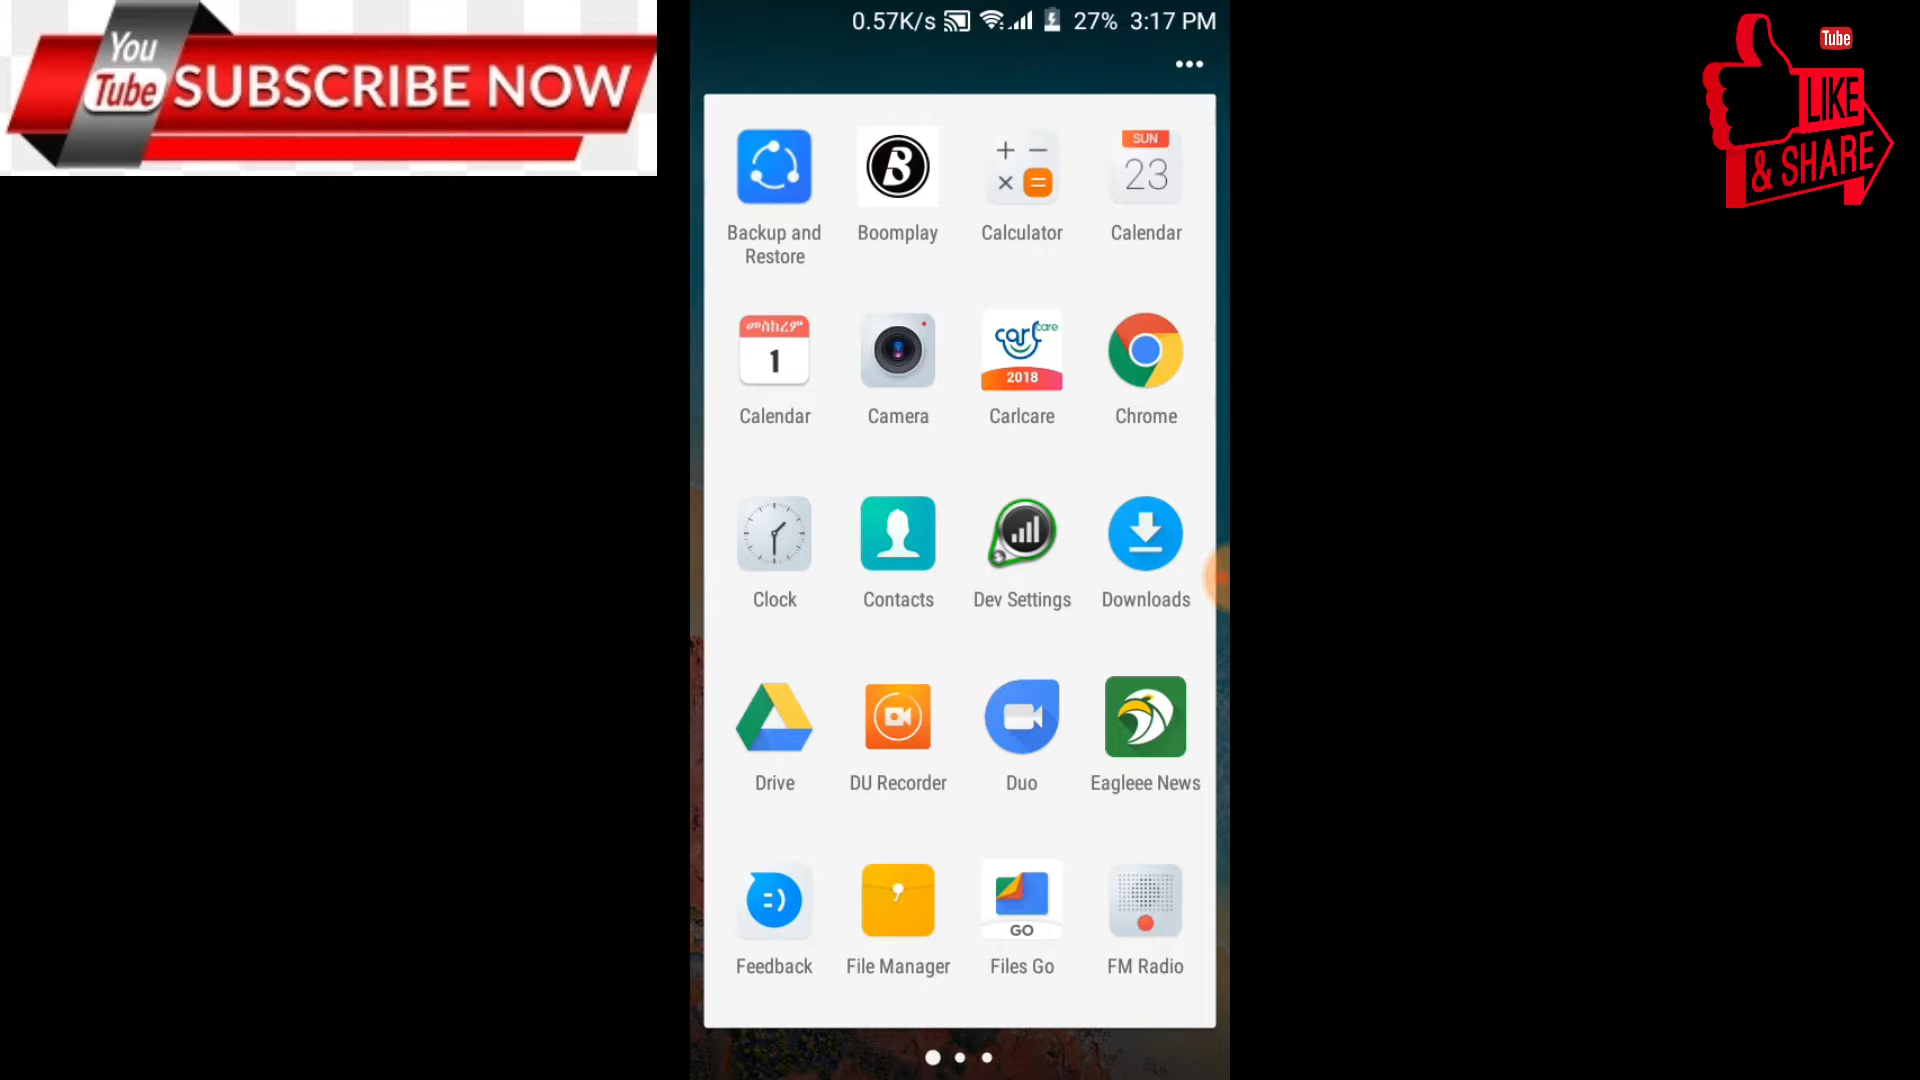 You
Tube SUBSCRIBE NOW
0.57K/s 27% 3:17 PM
Tube
LIKE
& SHARE
SUN
23
Backup and
Restore
Boomplay
Calculator
Calendar
መስከረም
1
carlcare
2018
Calendar
Camera
Carlcare
Chrome
Clock
Contacts
Dev Settings
Downloads
Drive
DU Recorder
Duo
Eagleee News
GO
Feedback
File Manager
Files Go
FM Radio